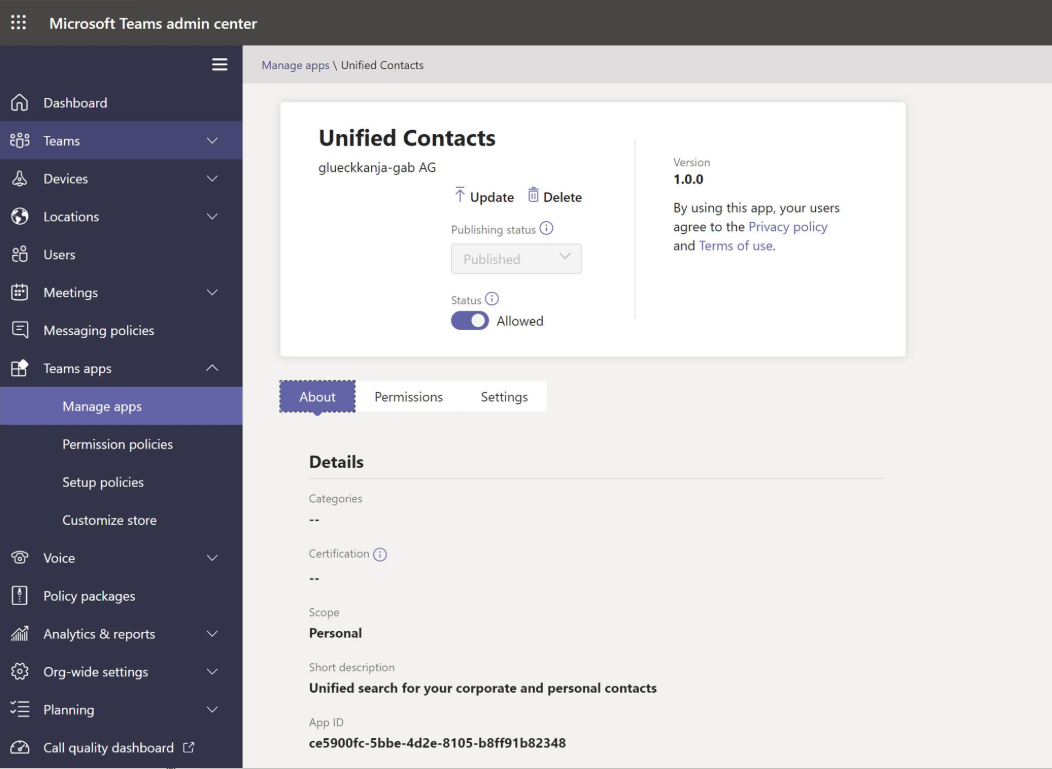 Microsoft Teams admin center
Manage apps \ Unified Contacts
Dashboard
Teams
Devices
Locations
Users
Meetings
Messaging policies
Teams apps
Manage apps
Permission policies
Setup policies
Customize store
Voice
Policy packages
Analytics & reports
Org-wide settings
Planning
Call quality dashboard
Unified Contacts
glueckkanja-gab AG
Update Delete
Publishing status
Published
Status
Allowed
Version
1.0.0
By using this app, your users
agree to the Privacy policy
and Terms of use.
About Permissions Settings
Details
Categories
--
Certification
--
Scope
Personal
Short description
Unified search for your corporate and personal contacts
App ID
ce5900fc-5bbe-4d2e-8105-b8ff91b82348